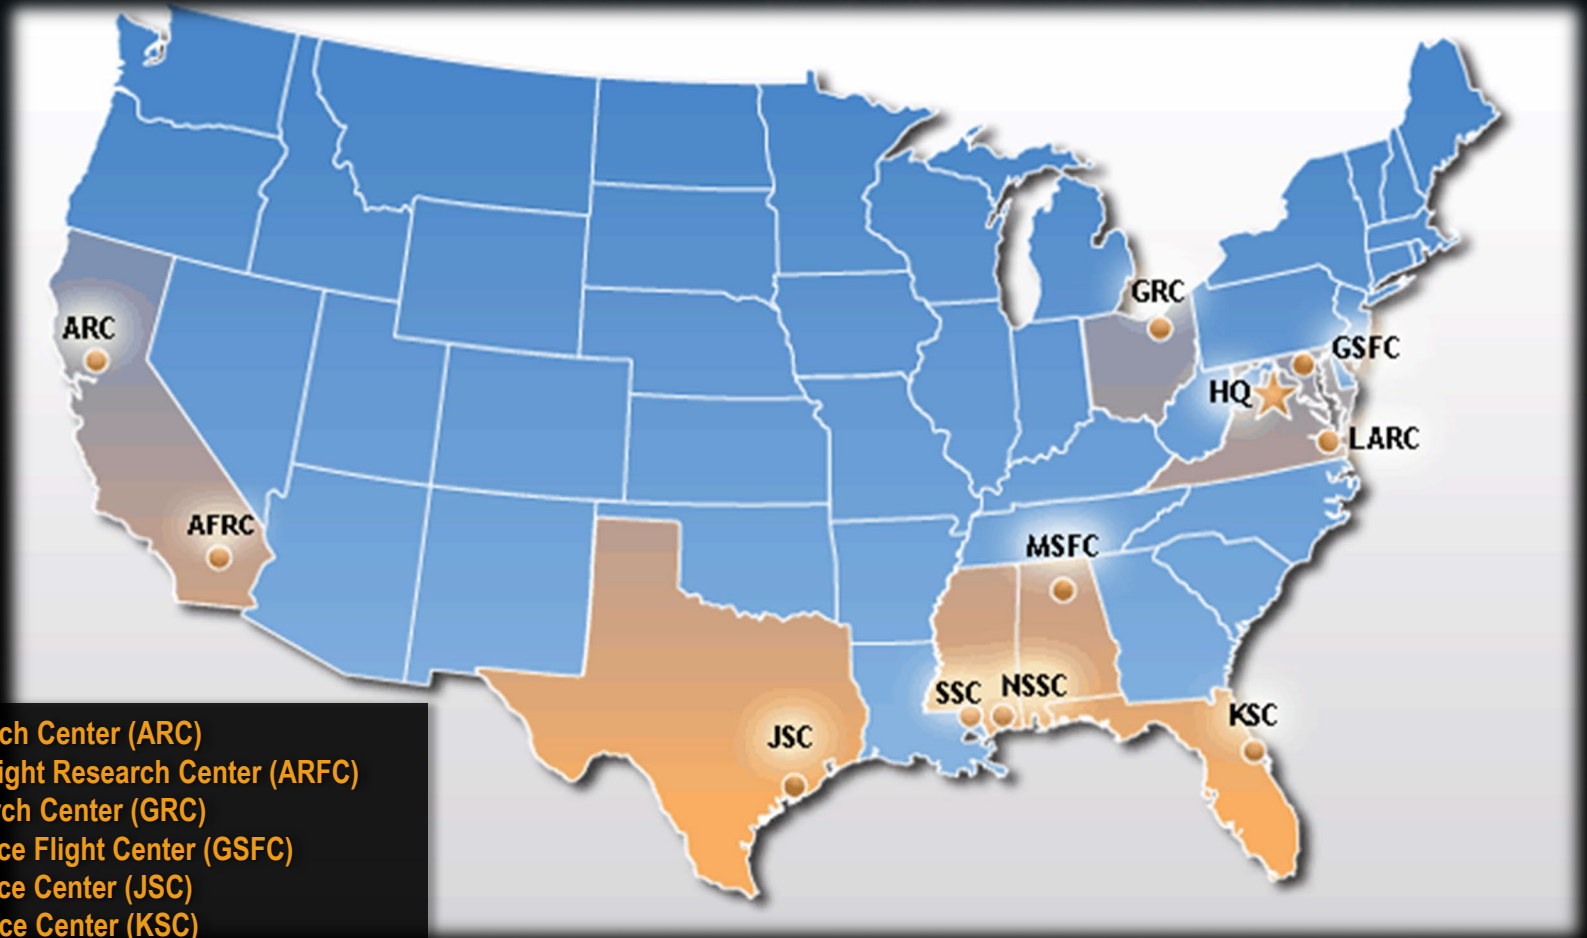 GRC
ARC
GSFC
HQ
LARC
AFRC
MSFC
SSC
NSSC
KSC
JSC
ch Center (ARC)
ight Research Center (ARFC)
rch Center (GRC)
ce Flight Center (GSFC)
ce Center (JSC)
ce Center (KSC)